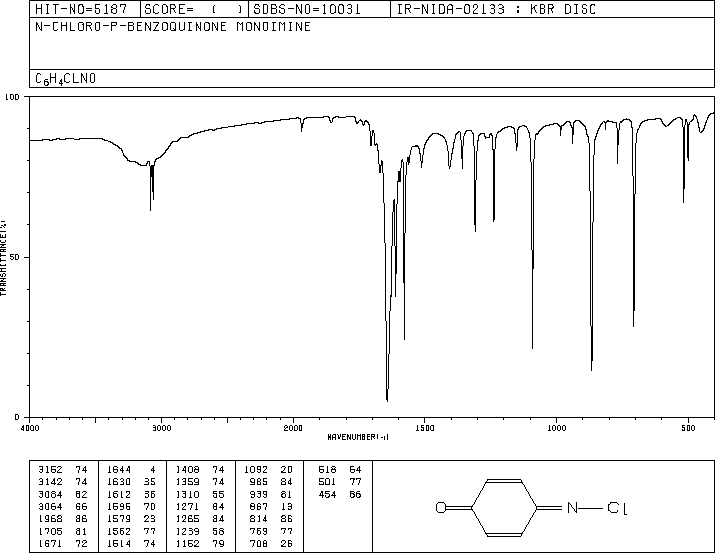 HIT-NO=5187 SCORE= ( ) SDBS-NO=10031 IR-NIDA-02133 : KBR DISC
N-CHLORO-P-BENZOQUINONE MONOIMINE
C6H4CLNO
100
TRANSMITTANCE(%)
50
0
4000 3000 2000 1500 1000 500
WAVENUMBER(-1)
3162 74 1644 4 1408 74 1092 20 518 64
3142 74 1630 35 1359 74 985 84 501 77
3084 62 1612 36 1310 55 939 81 454 86
3064 66 1596 70 1271 84 867 13
1968 86 1579 23 1265 84 814 86
1705 81 1562 77 1239 58 769 77
1671 72 1514 74 1152 79 708 26
O N Cl